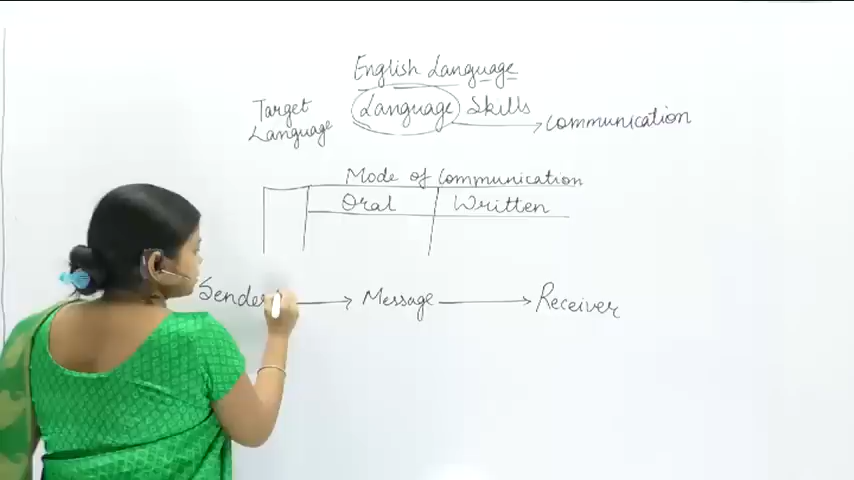 English Language
Target Language Skills → Communication
Language
Mode of Communication
Oral Written
Sender → Message → Receiver